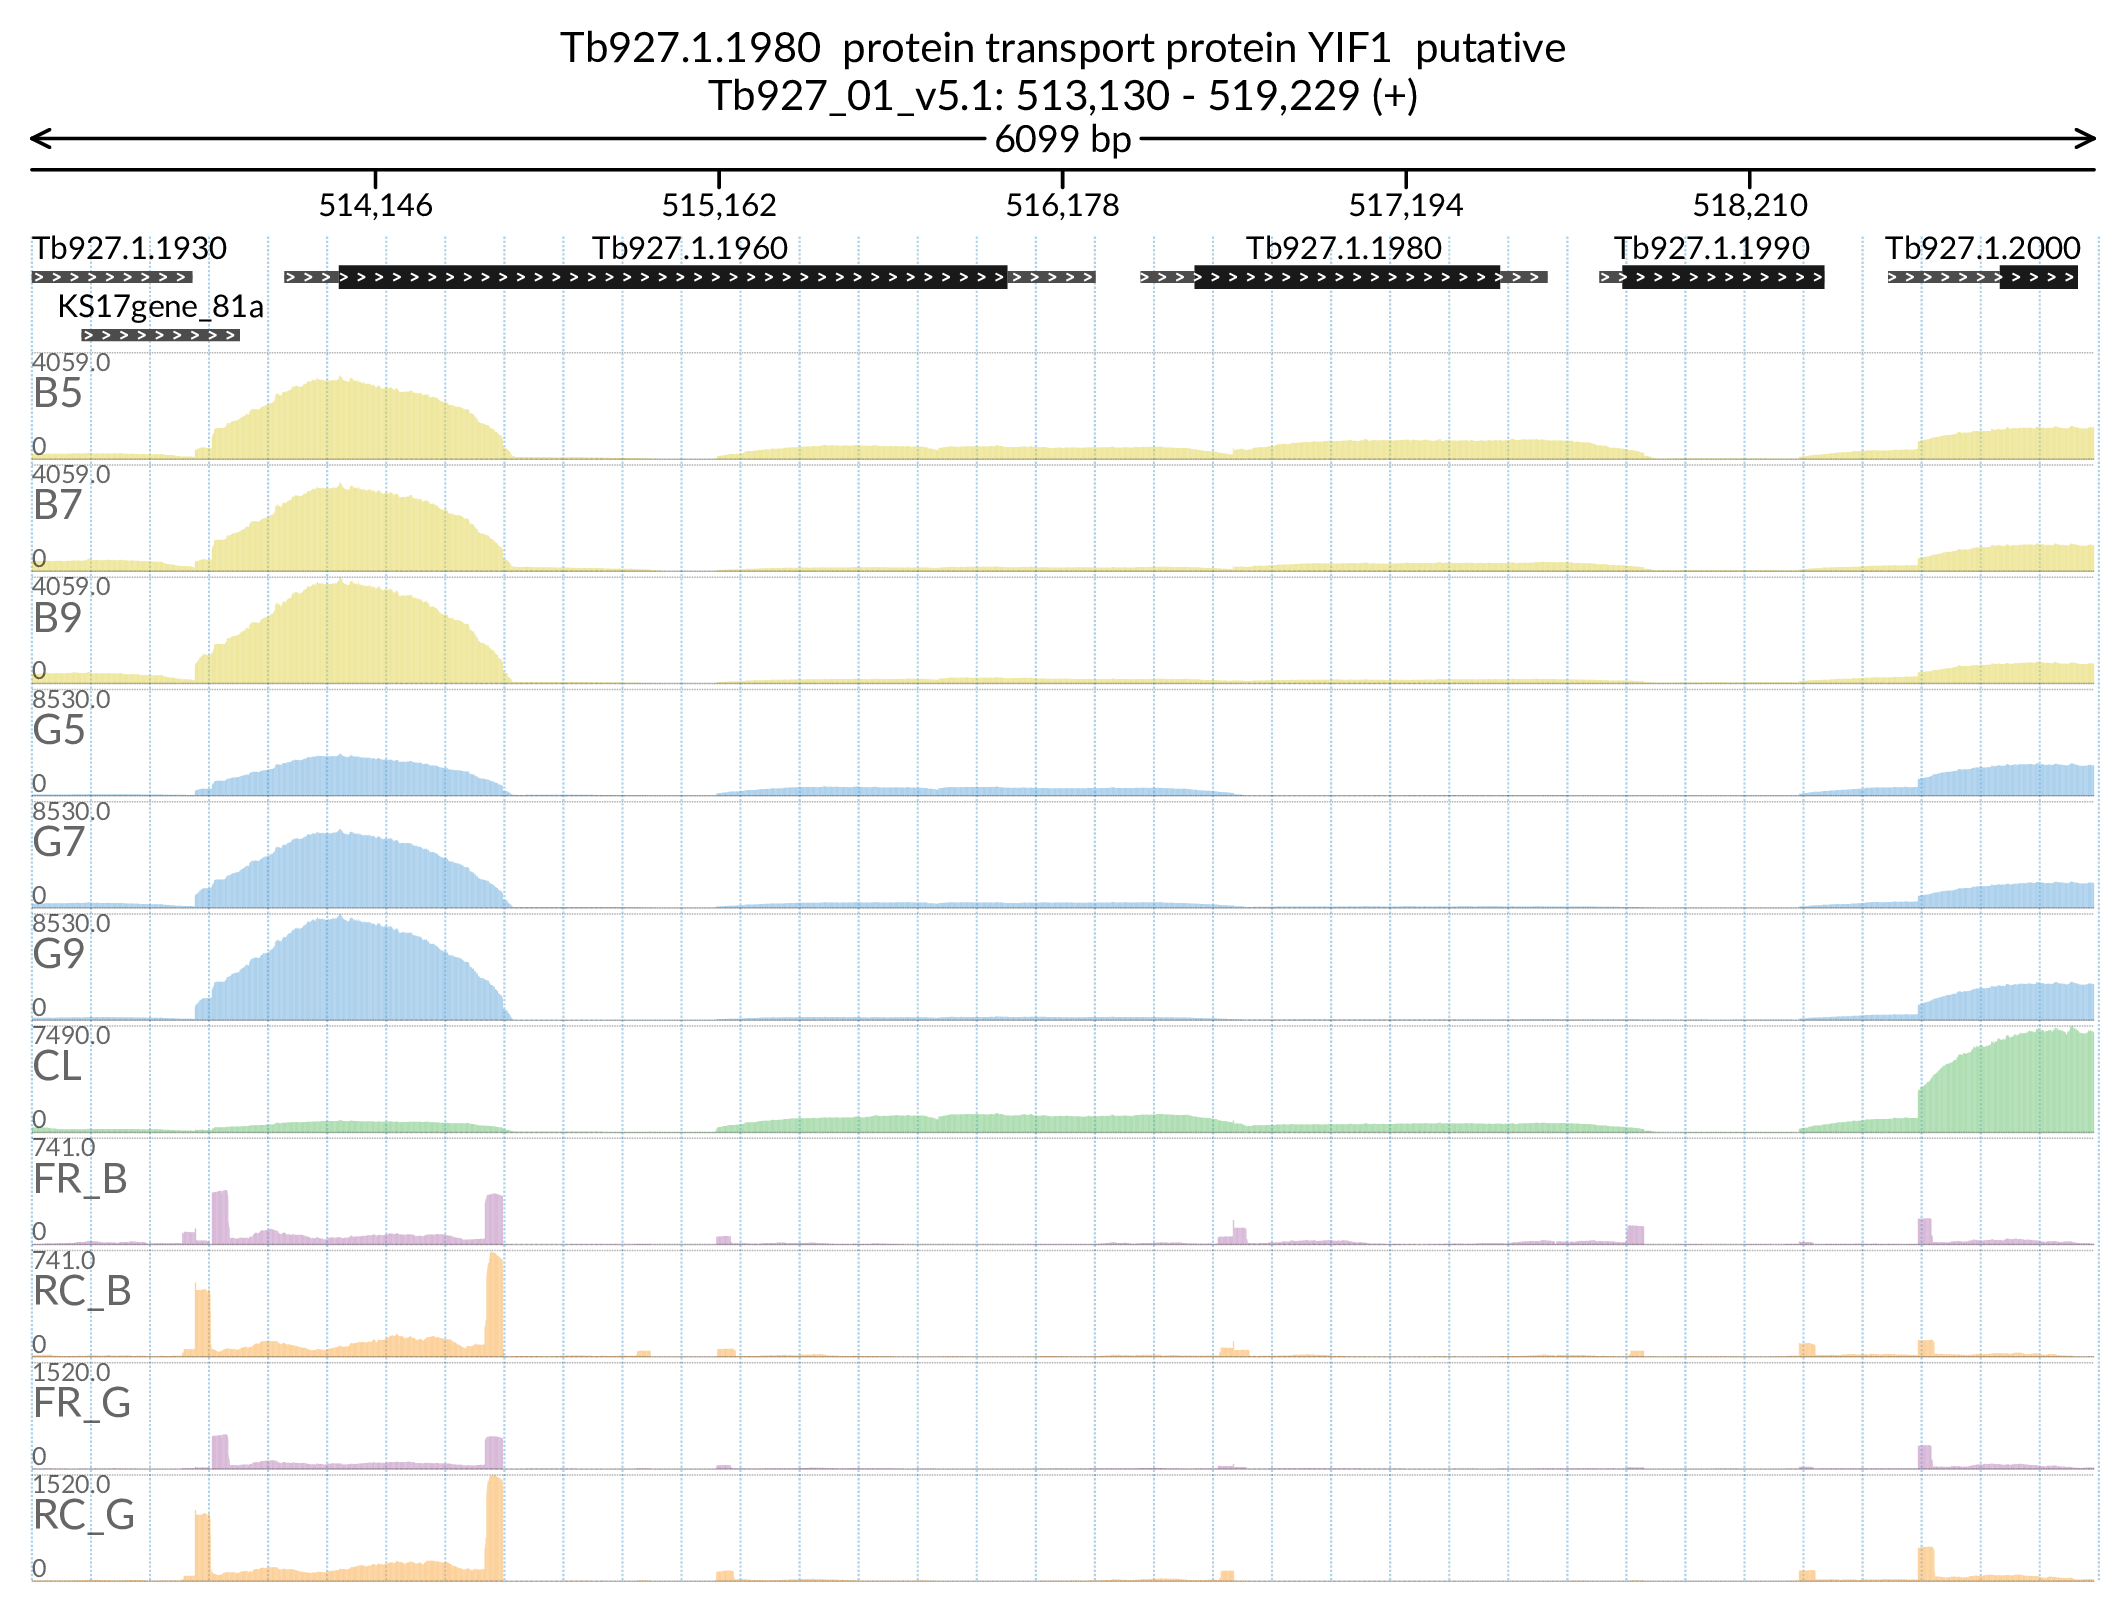 Tb927.1.1980  protein transport protein YIF1  putative
Tb927_01_v5.1: 513,130 - 519,229 (+)
6099 bp
514,146 515,162 516,178 517,194 518,210
Tb927.1.1930 Tb927.1.1960 Tb927.1.1980 Tb927.1.1990 Tb927.1.2000
KS17gene_81a
4059.0
B5
0
4059.0
B7
0
4059.0
B9
0
8530.0
G5
0
8530.0
G7
0
8530.0
G9
0
7490.0
CL
0
741.0
FR_B
0
741.0
RC_B
0
1520.0
FR_G
0
1520.0
RC_G
0